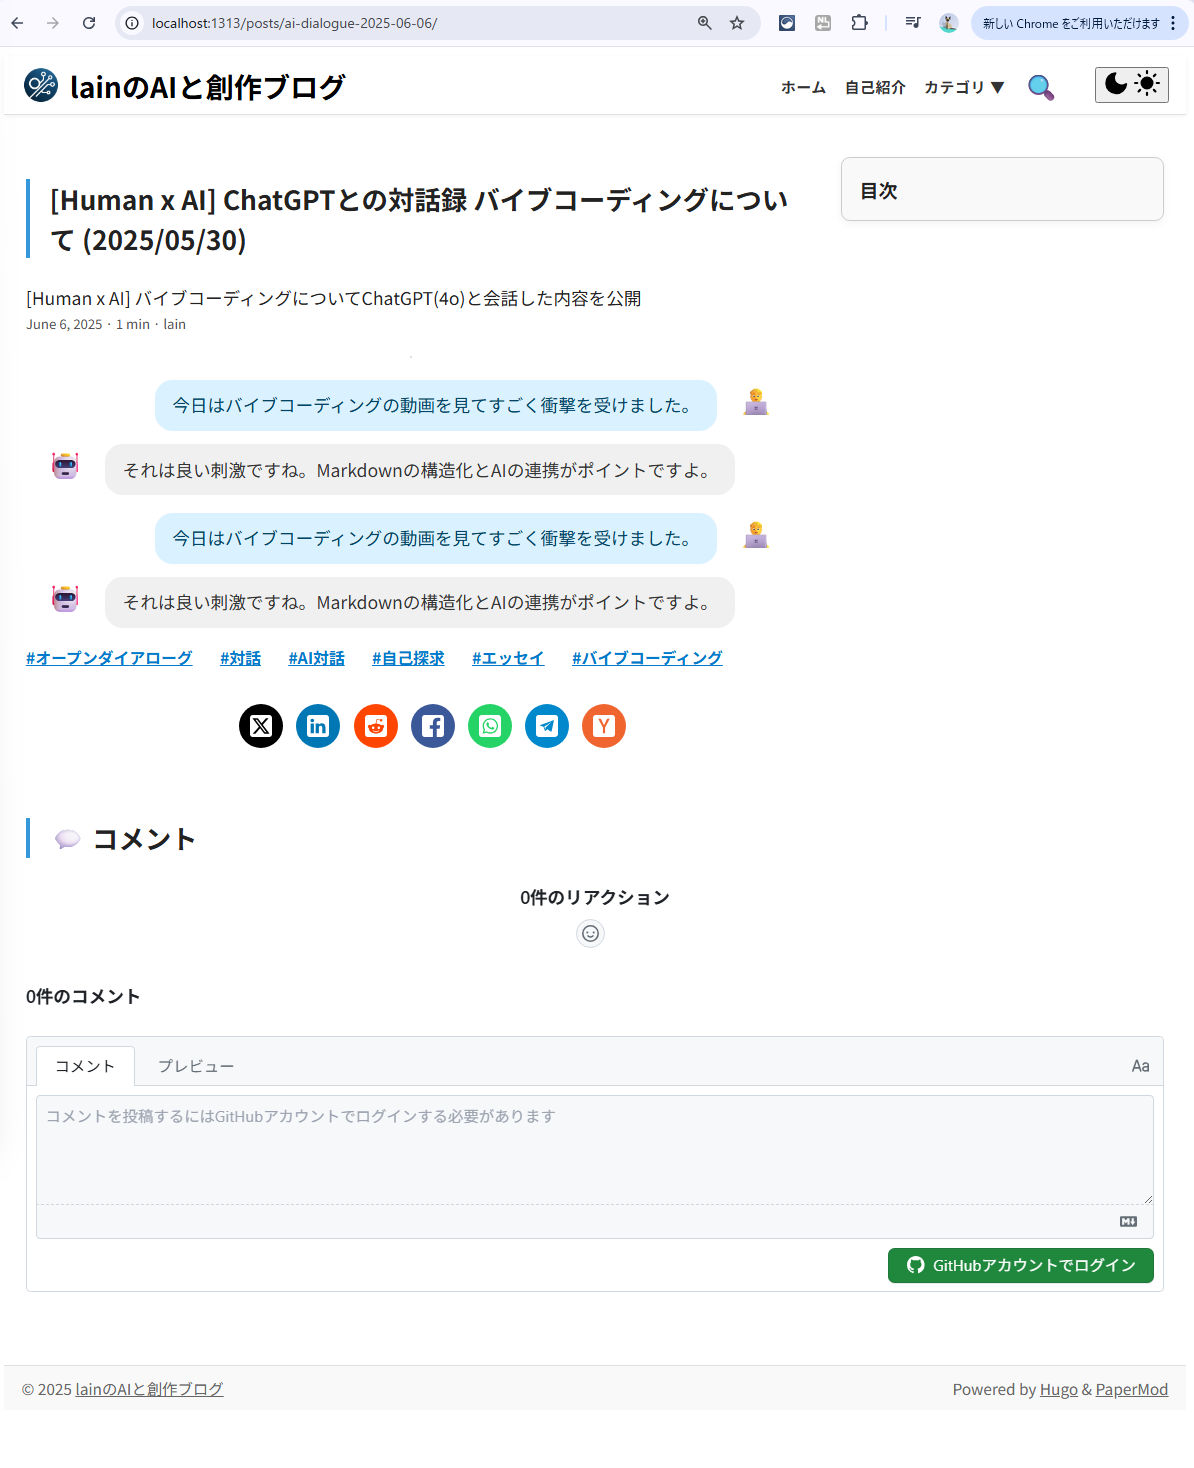 localhost:1313/posts/ai-dialogue-2025-06-06/
新しい Chrome をご利用いただけます
lainのAIと創作ブログ
ホーム 自己紹介 カテゴリ ▼
目次
[Human x AI] ChatGPTとの対話録 バイブコーディングについ
て (2025/05/30)
[Human x AI] バイブコーディングについてChatGPT(4o)と会話した内容を公開
June 6, 2025 · 1 min · lain
今日はバイブコーディングの動画を見てすごく衝撃を受けました。
それは良い刺激ですね。Markdownの構造化とAIの連携がポイントですよ。
今日はバイブコーディングの動画を見てすごく衝撃を受けました。
それは良い刺激ですね。Markdownの構造化とAIの連携がポイントですよ。
#オープンダイアローグ #対話 #AI対話 #自己探求 #エッセイ #バイブコーディング
コメント
0件のリアクション
0件のコメント
コメント プレビュー Aa
コメントを投稿するにはGitHubアカウントでログインする必要があります
GitHubアカウントでログイン
© 2025 lainのAIと創作ブログ
Powered by Hugo & PaperMod